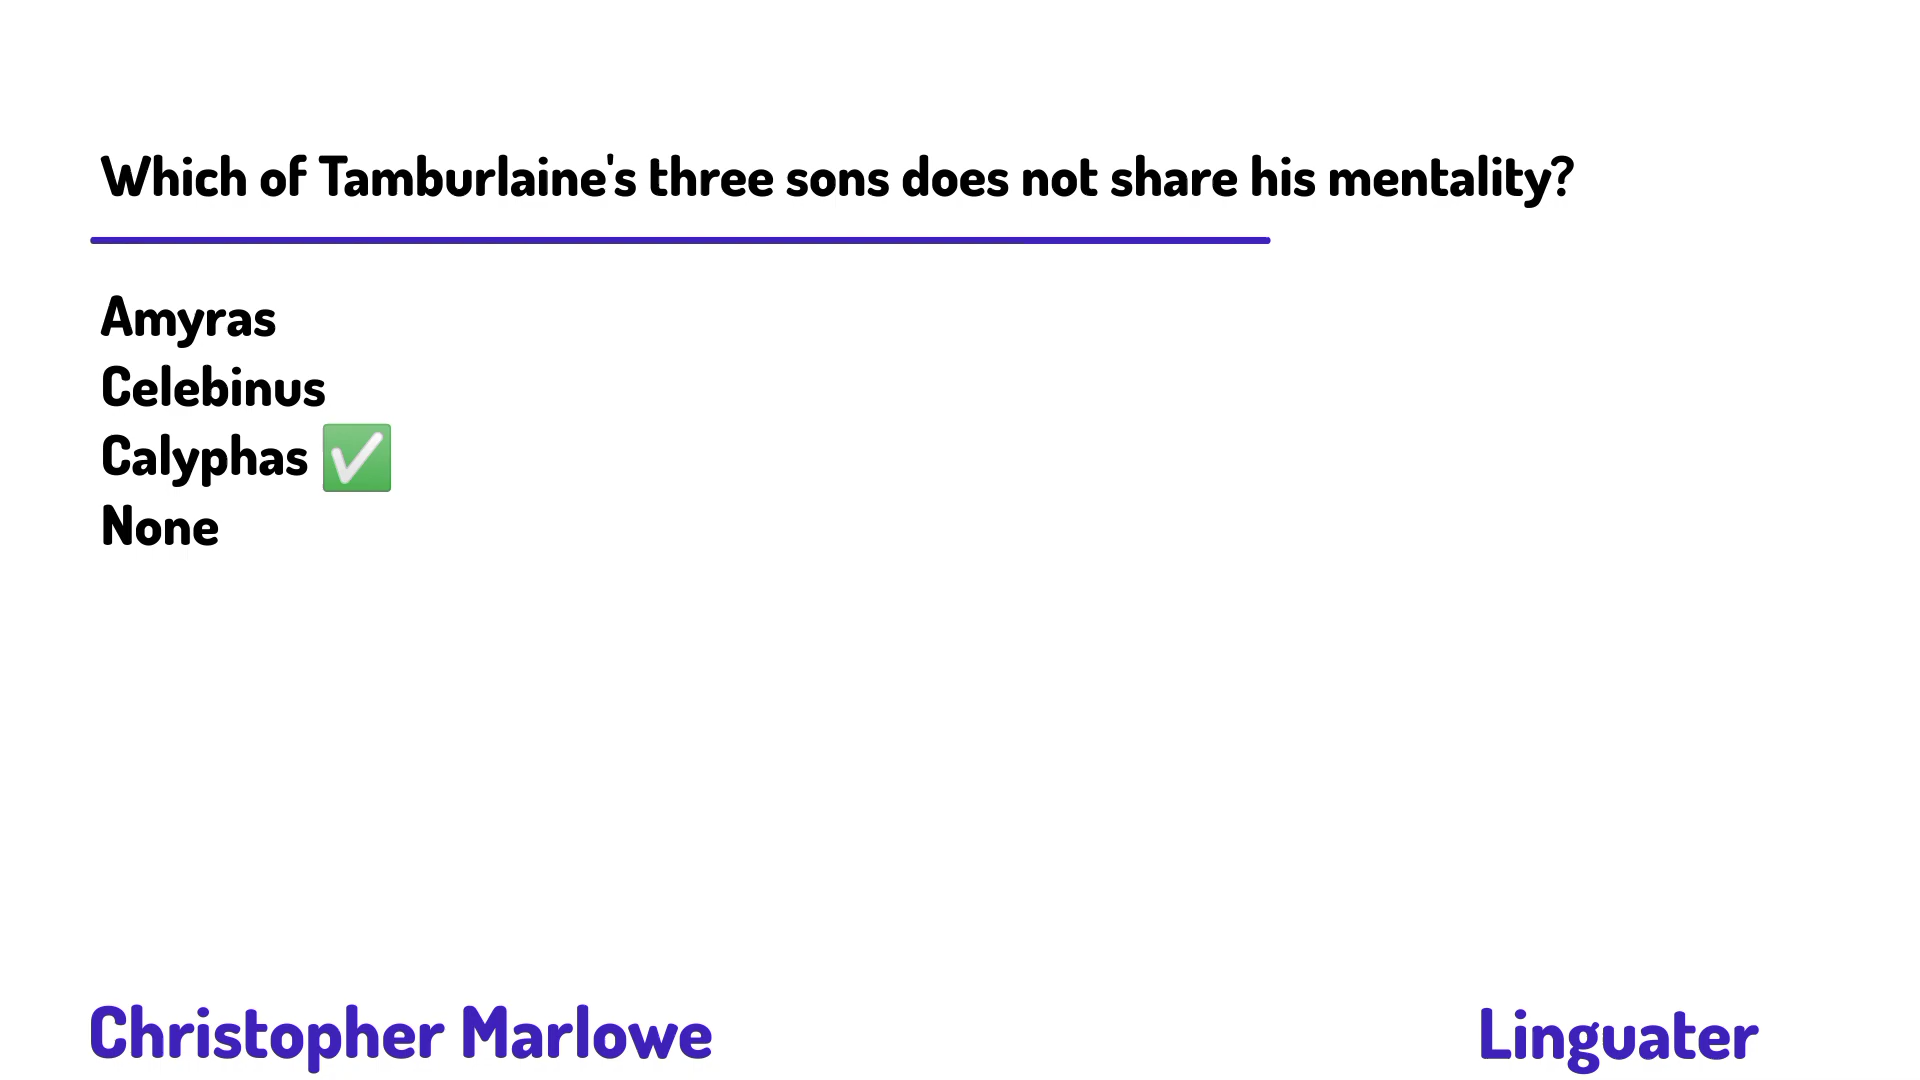 Which of Tamburlaine's three sons does not share his mentality?
Amyras
Celebinus
Calyphas ✅
None
Christopher Marlowe
Linguater